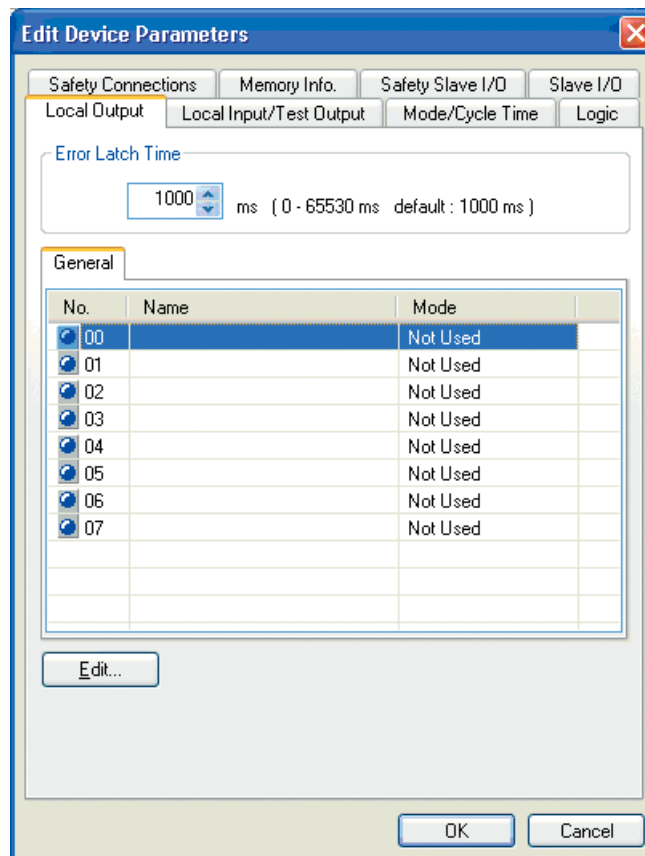 Edit Device Parameters
Safety Connections Memory Info. Safety Slave I/O Slave I/O
Local Output Local Input/Test Output Mode/Cycle Time Logic
Error Latch Time
1000 ms ( 0 - 65530 ms default : 1000 ms )
General
No. Name Mode
00 Not Used
01 Not Used
02 Not Used
03 Not Used
04 Not Used
05 Not Used
06 Not Used
07 Not Used
Edit...
OK Cancel